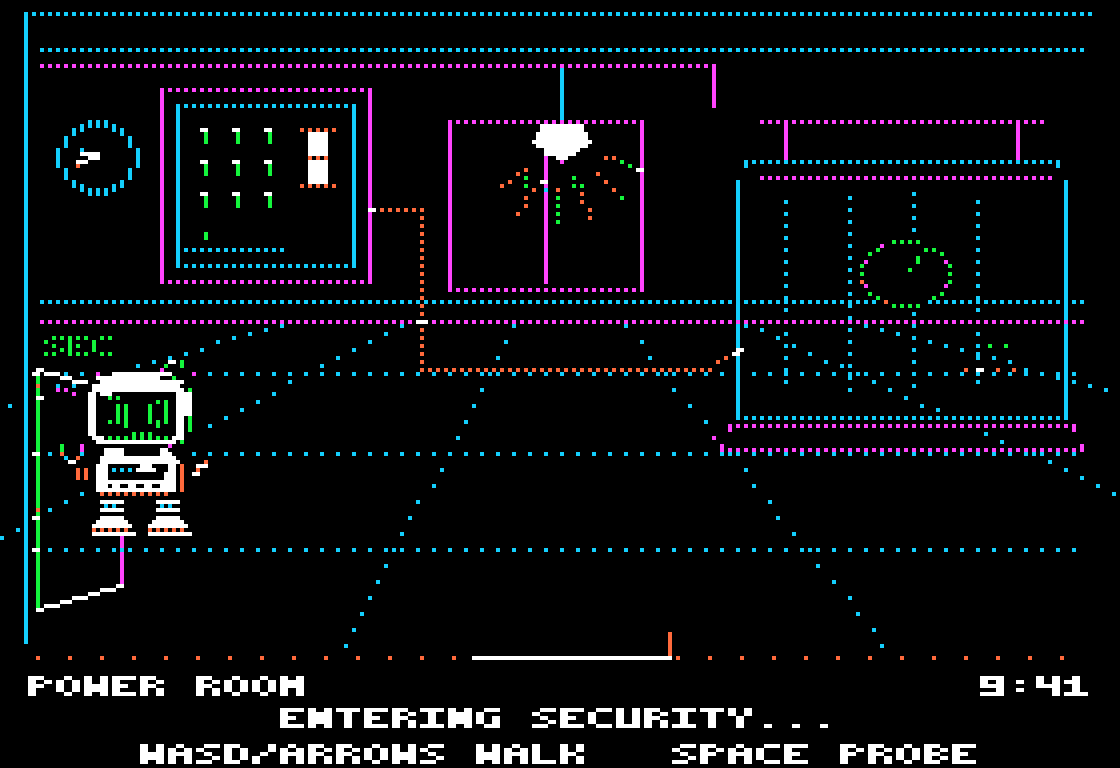 POWER ROOM 9:41
ENTERING SECURITY...
WASD/ARROWS WALK SPACE PROBE